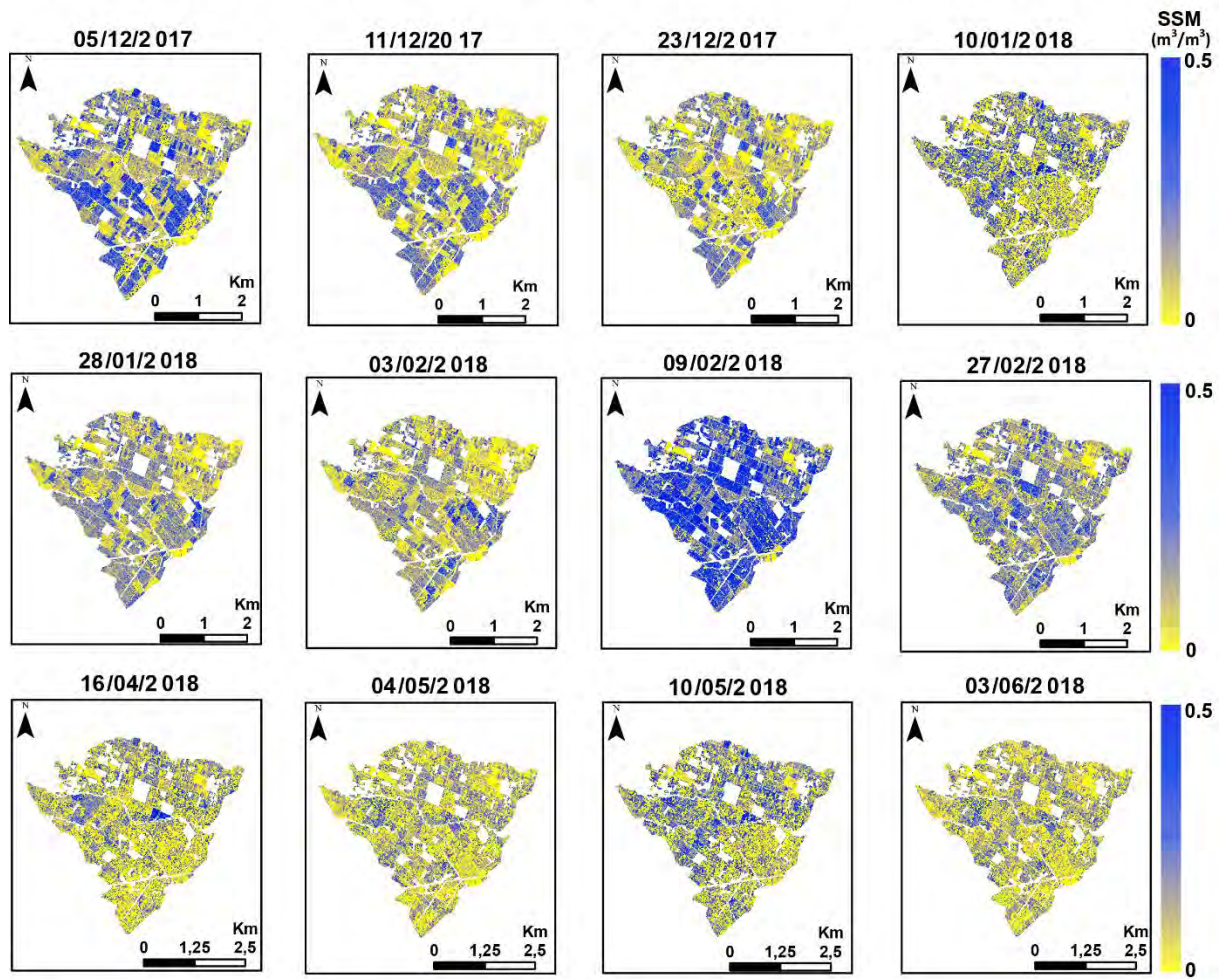 05/12/2 017 11/12/20 17 23/12/2 017 10/01/2 018 SSM
(m³/m³)
N N N N 0.5
Km Km Km Km
0 1 2 0 1 2 0 1 2 0 1 2 0
28/01/2 018 03/02/2 018 09/02/2 018 27/02/2 018
N N N N 0.5
Km Km Km Km
0 1 2 0 1 2 0 1 2 0 1 2 0
16/04/2 018 04/05/2 018 10/05/2 018 03/06/2 018
N N N N 0.5
Km Km Km Km
0 1,25 2,5 0 1,25 2,5 0 1,25 2,5 0 1,25 2,5 0